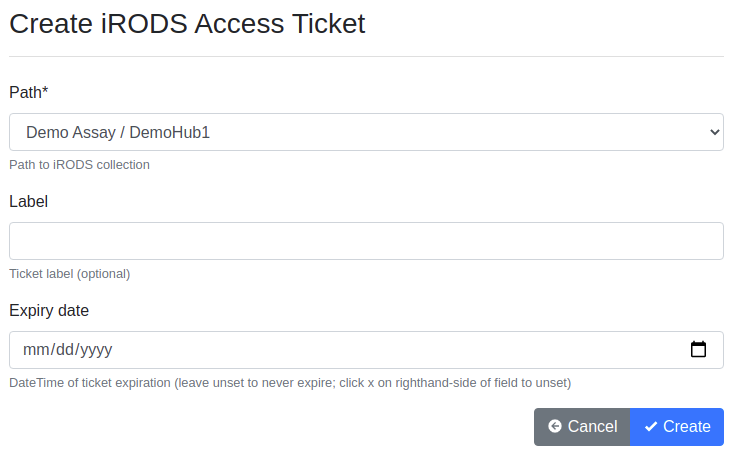 Create iRODS Access Ticket
Path*
Demo Assay / DemoHub1
Path to iRODS collection
Label
Ticket label (optional)
Expiry date
mm/dd/yyyy
DateTime of ticket expiration (leave unset to never expire; click x on righthand-side of field to unset)
Cancel Create